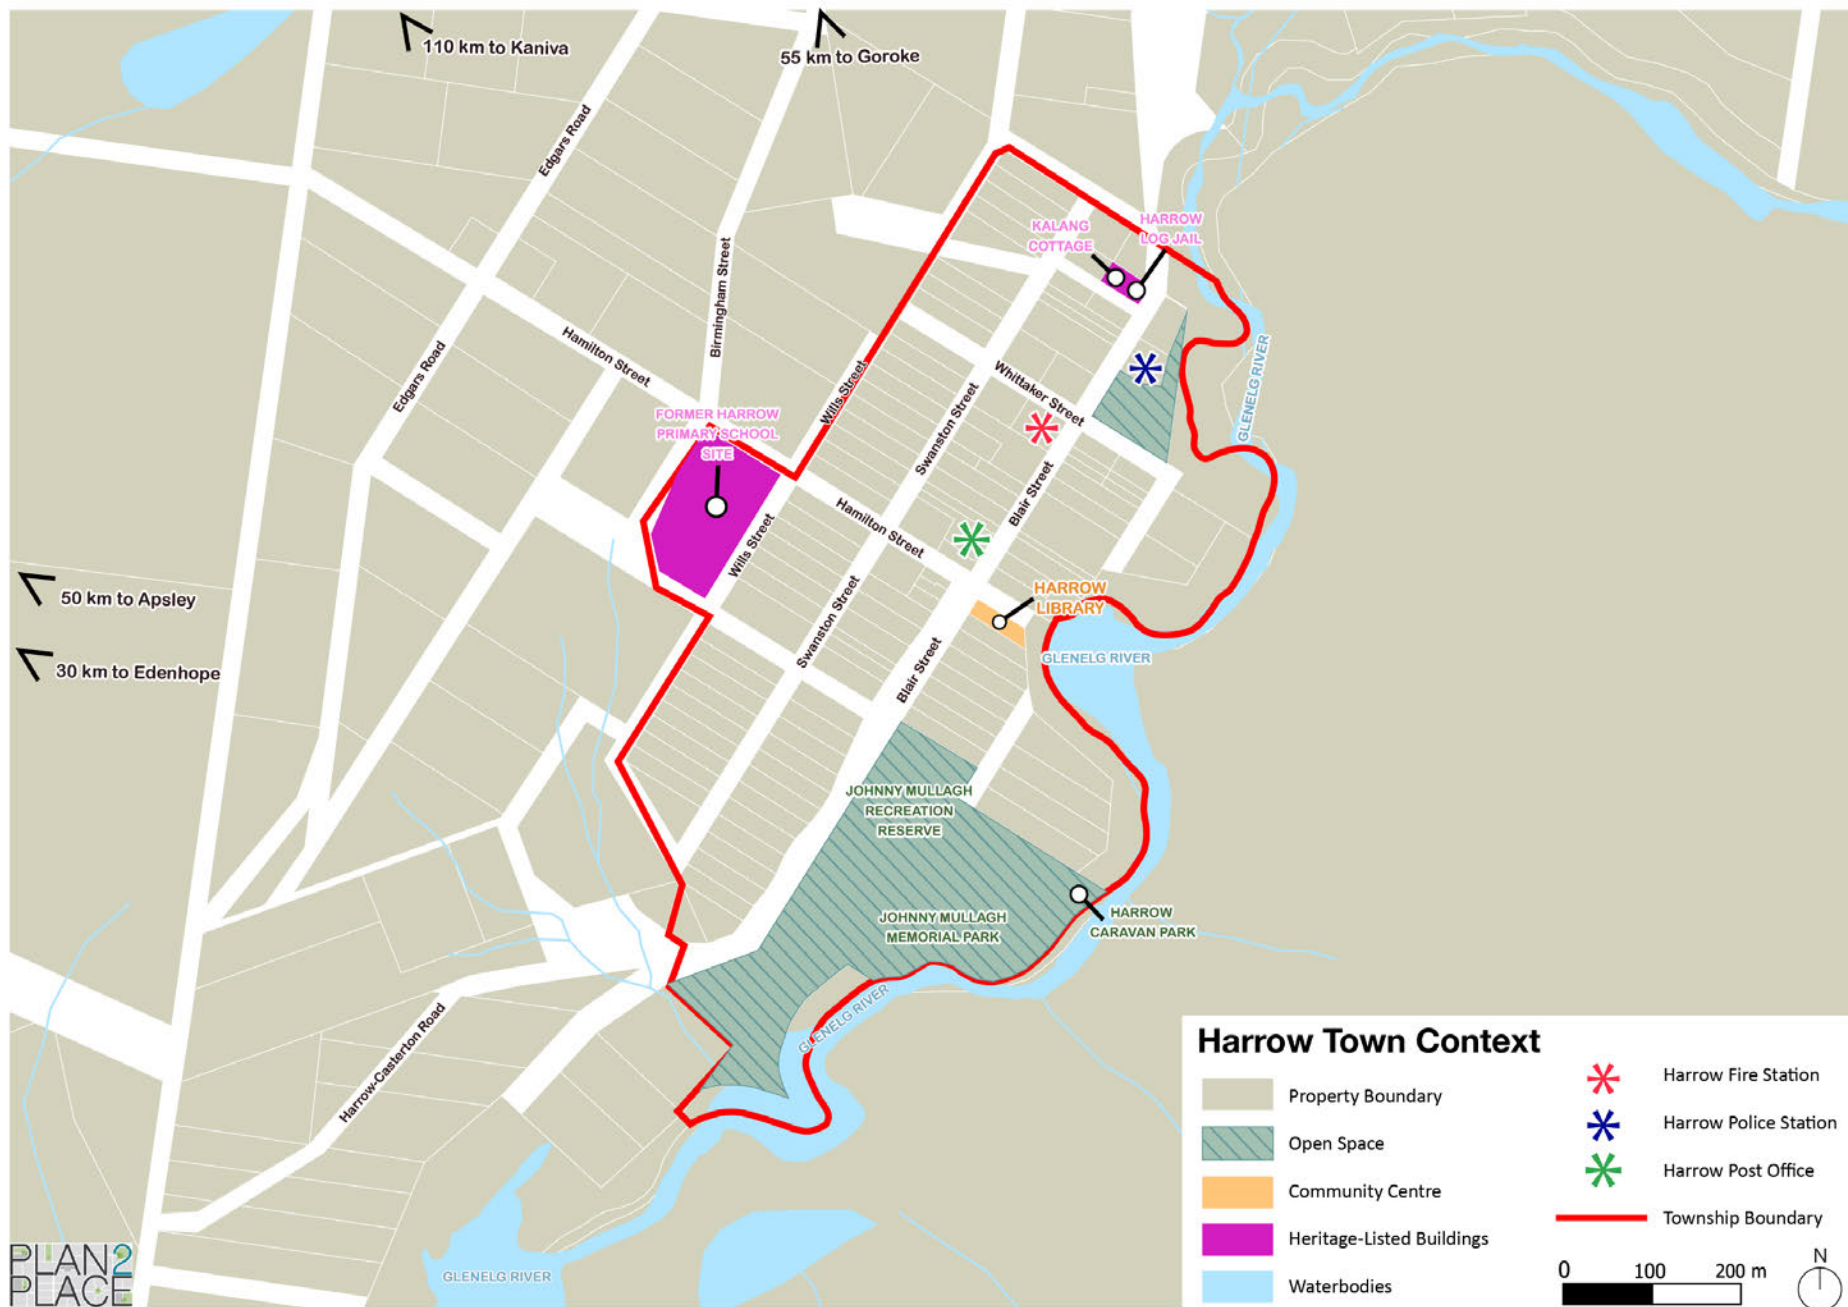 110 km to Kaniva
55 km to Goroke
Edgars Road
Birmingham Street
KALANG
COTTAGE
HARROW
LOG JAIL
Hamilton Street
Edgars Road
Wills Street
Whittaker Street
Swanston Street
GLENELG RIVER
FORMER HARROW
PRIMARY SCHOOL
SITE
Blair Street
Hamilton Street
Wills Street
50 km to Apsley
30 km to Edenhope
HARROW
LIBRARY
Swanston Street
Blair Street
GLENELG RIVER
JOHNNY MULLAGH
RECREATION
RESERVE
JOHNNY MULLAGH
MEMORIAL PARK
HARROW
CARAVAN PARK
GLENELG RIVER
Harrow-Casterton Road
GLENELG RIVER
PLAN2
PLACE
Harrow Town Context
Property Boundary
Open Space
Community Centre
Heritage-Listed Buildings
Waterbodies
Harrow Fire Station
Harrow Police Station
Harrow Post Office
Township Boundary
0 100 200 m
N